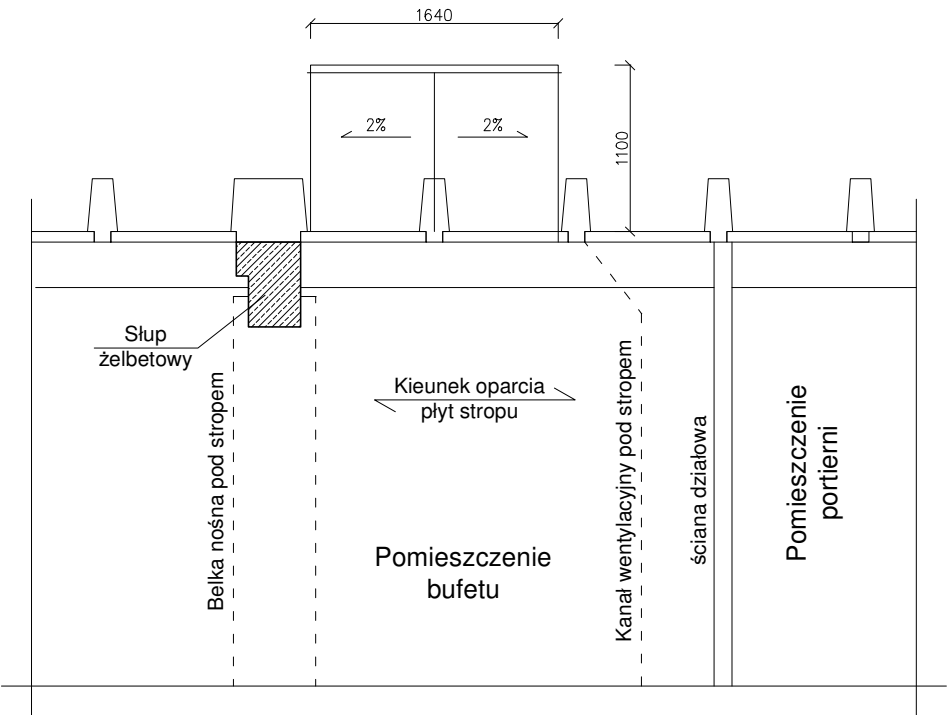 1640
2%
2%
1100
Słup
żelbetowy
Belka nośna pod stropem
Kieunek oparcia
płyt stropu
Kanał wentylacyjny pod stropem
ściana działowa
Pomieszczenie
portierni
Pomieszczenie
bufetu